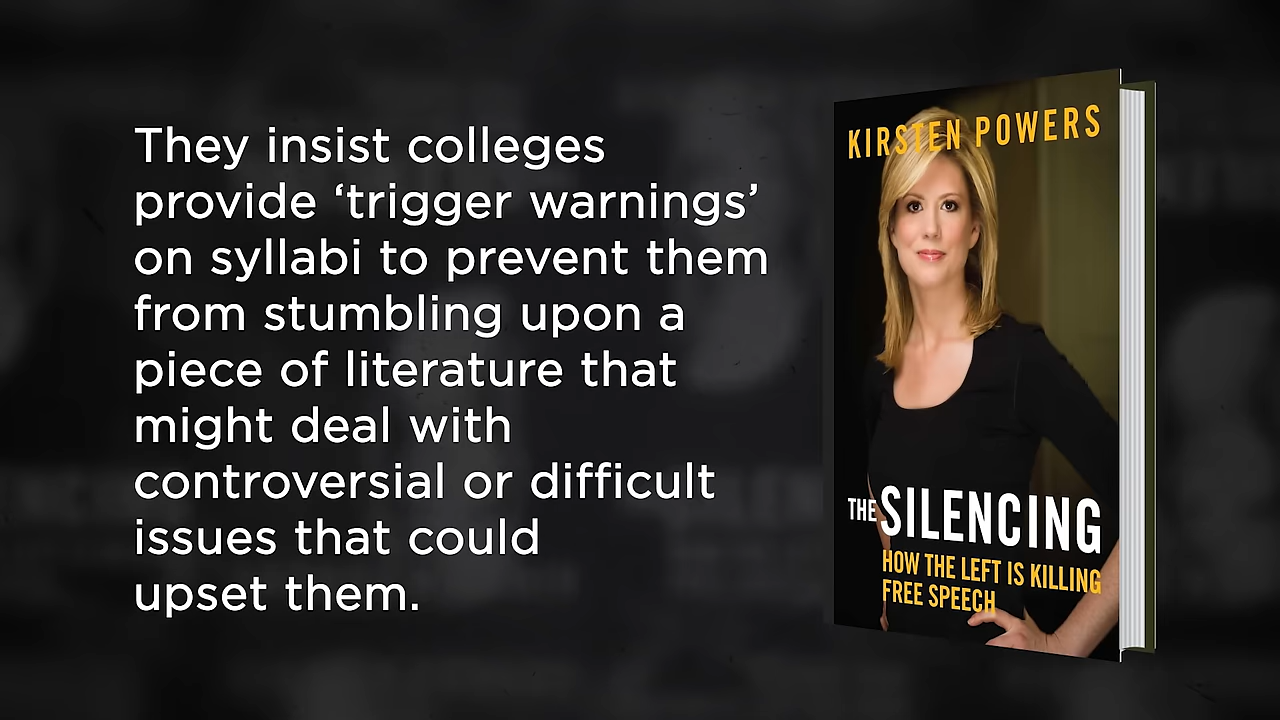 They insist colleges
provide ‘trigger warnings’
on syllabi to prevent them
from stumbling upon a
piece of literature that
might deal with
controversial or difficult
issues that could
upset them.
KIRSTEN POWERS
THE SILENCING
HOW THE LEFT IS KILLING
FREE SPEECH